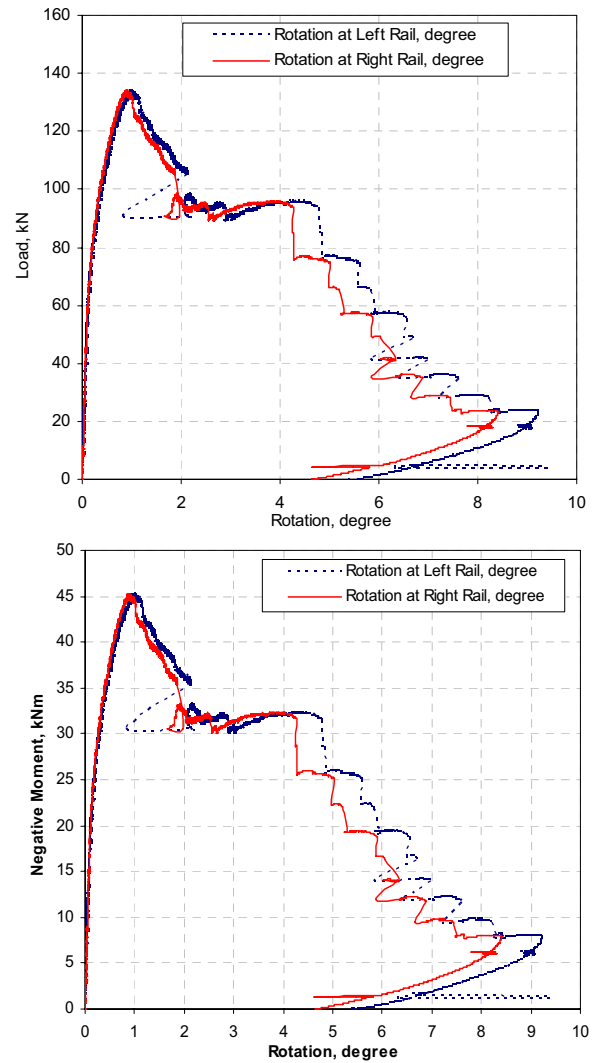 160
140
120
100
80
60
40
20
0
Load, kN
Rotation at Left Rail, degree
Rotation at Right Rail, degree
0 2 4 6 8 10
Rotation, degree
50
45
40
35
30
25
20
15
10
5
0
Negative Moment, kNm
Rotation at Left Rail, degree
Rotation at Right Rail, degree
0 1 2 3 4 5 6 7 8 9 10
Rotation, degree